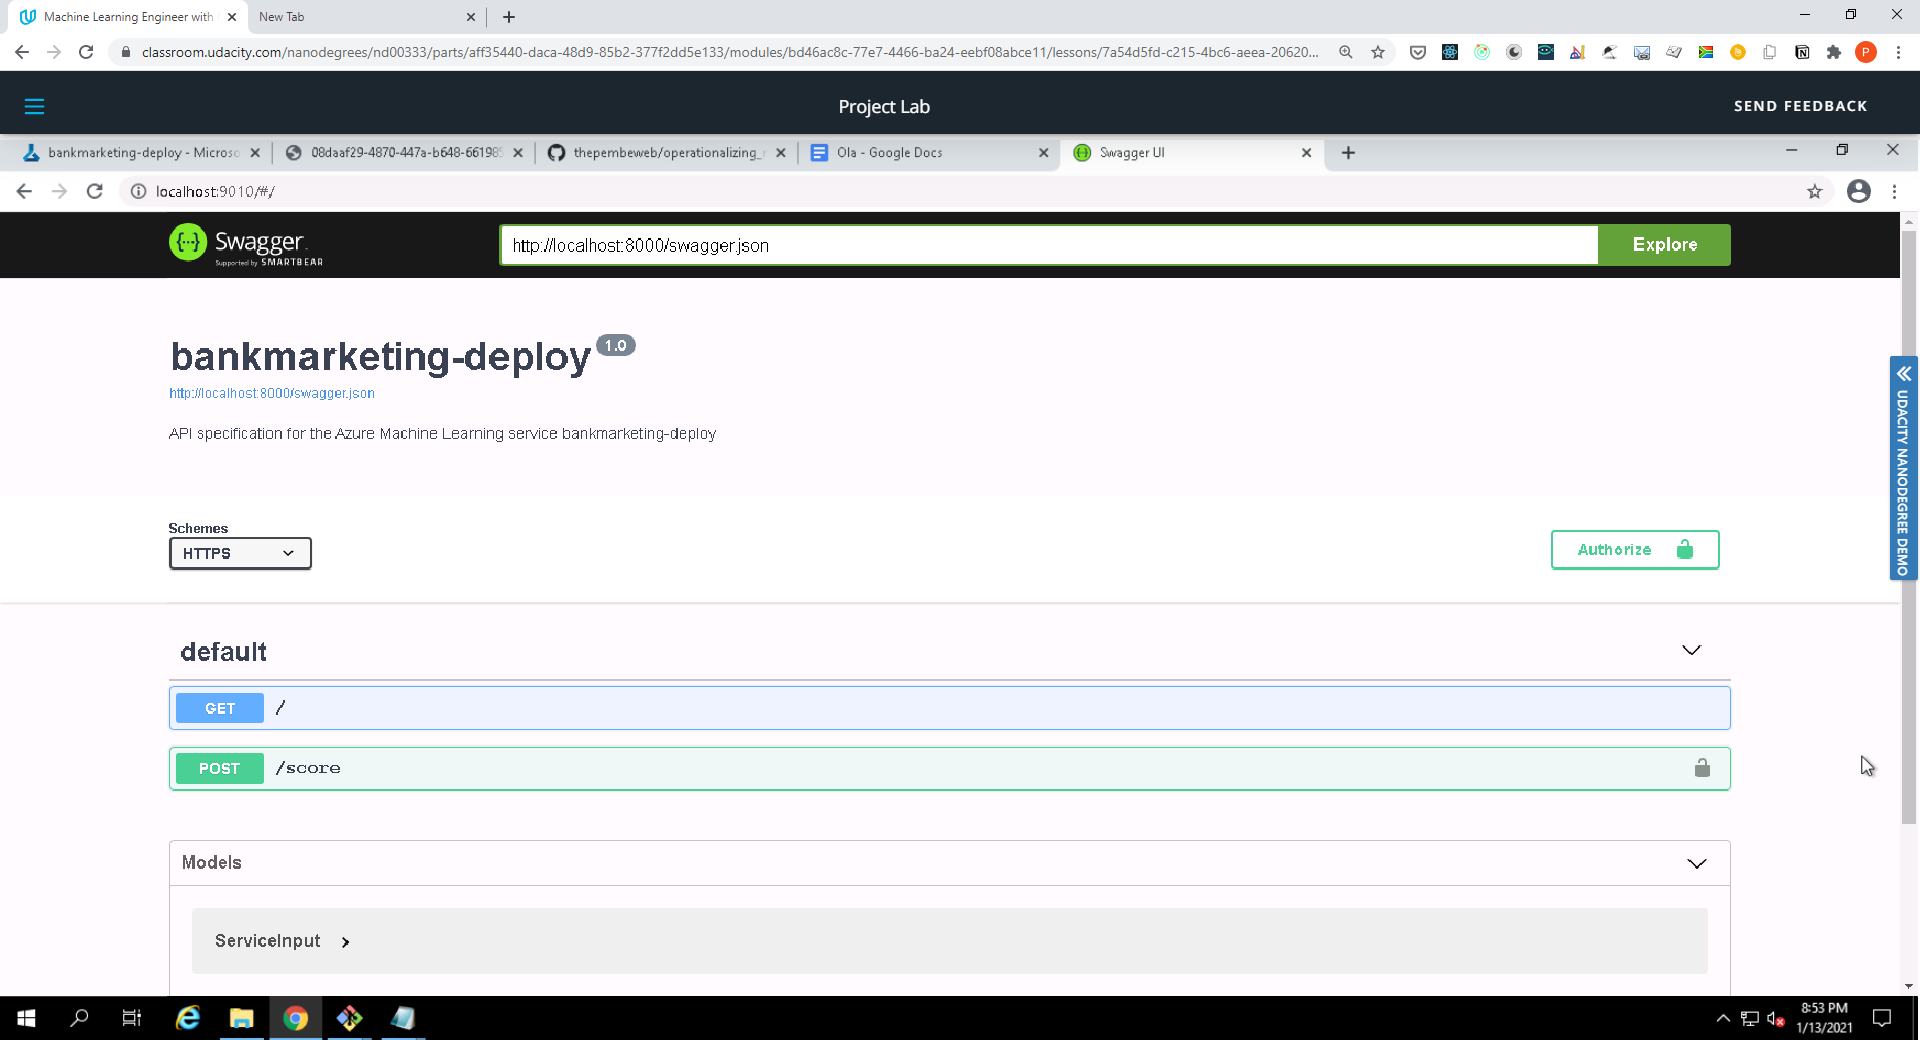 Machine Learning Engineer with
New Tab
classroom.udacity.com/nanodegrees/nd00333/parts/aff35440-daca-48d9-85b2-377f2dd5e133/modules/bd46ac8c-77e7-4466-ba24-eebf08abce11/lessons/7a54d5fd-c215-4bc6-aeea-20620...
P
Project Lab
SEND FEEDBACK
bankmarketing-deploy - Microso
08daaf29-4870-447a-b648-661985
thepembeweb/operationalizing_
Ola - Google Docs
Swagger UI
localhost:9010/#/
Swagger
Supported by SMARTBEAR
http://localhost:8000/swagger.json
Explore
bankmarketing-deploy 1.0
http://localhost:8000/swagger.json
API specification for the Azure Machine Learning service bankmarketing-deploy
UDACITY NANODEGREE DEMO
Schemes
HTTPS
Authorize
default
GET /
POST /score
Models
ServiceInput
8:53 PM
1/13/2021